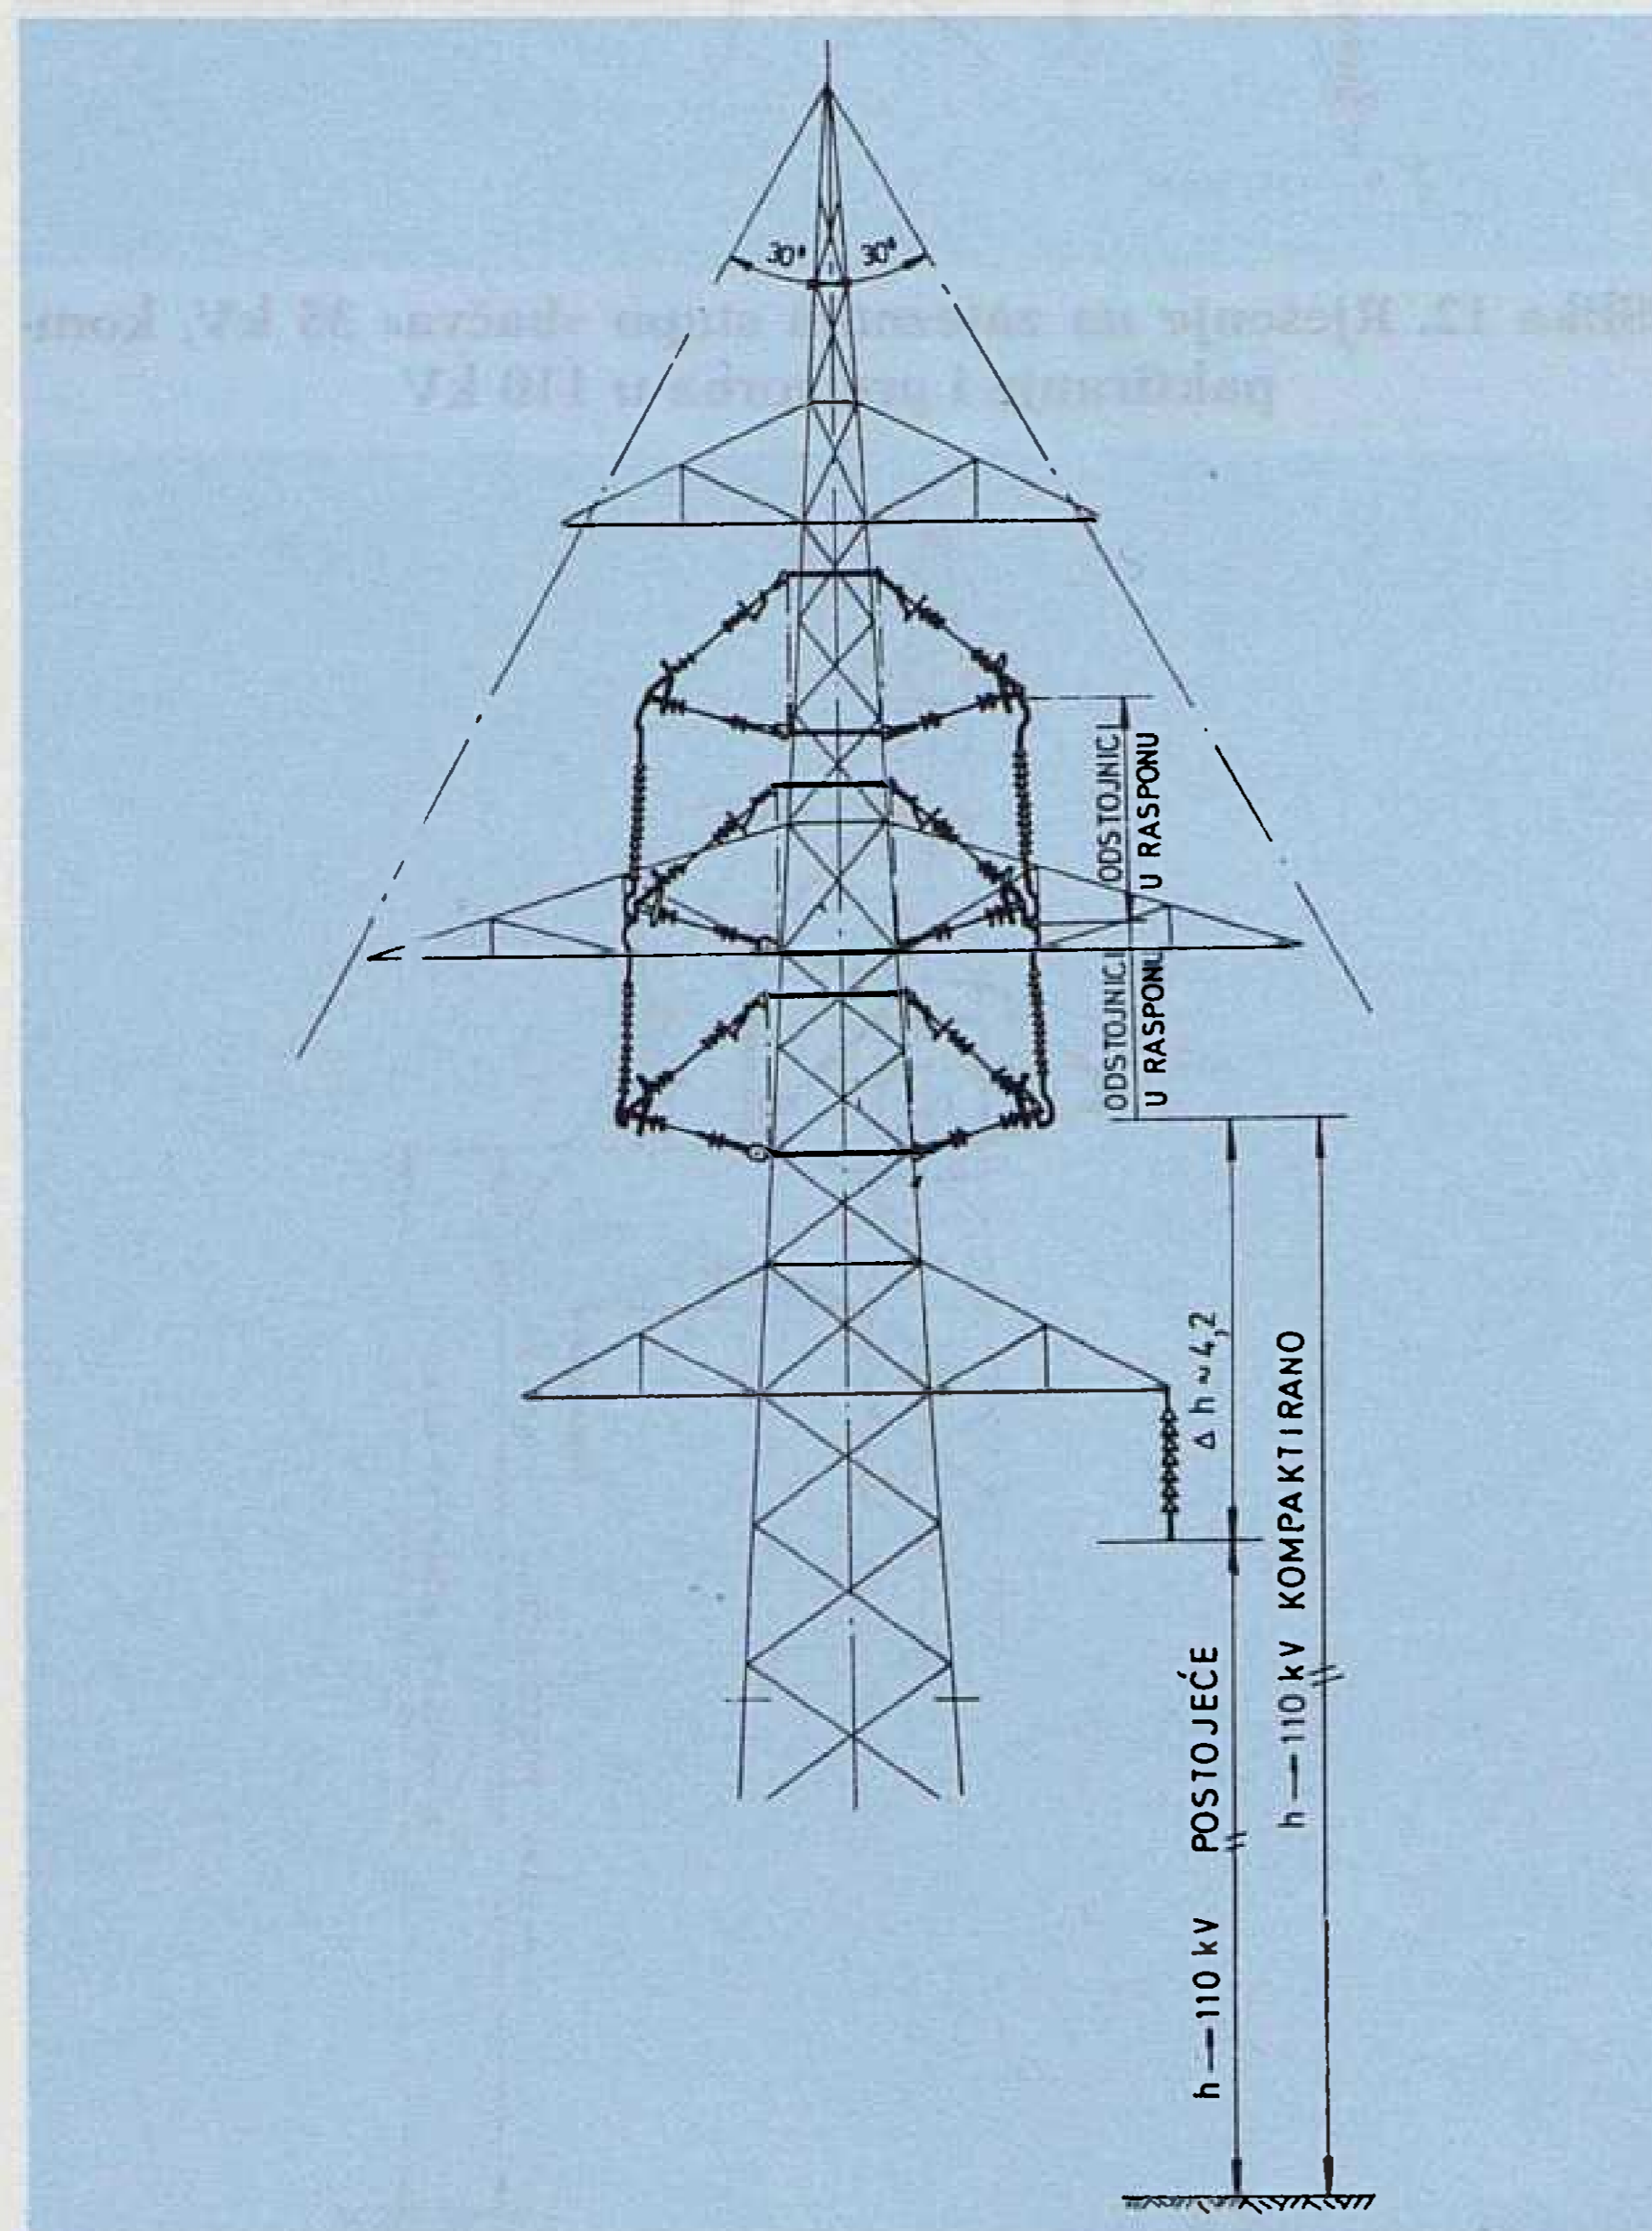 30° 30°
ODSTOJNICI
U RASPONU
ODSTOJNICI
U RASPONU
Δ h ~ 4,2
h — 110 kV KOMPAKTIRANO
h — 110 kV POSTOJEĆE